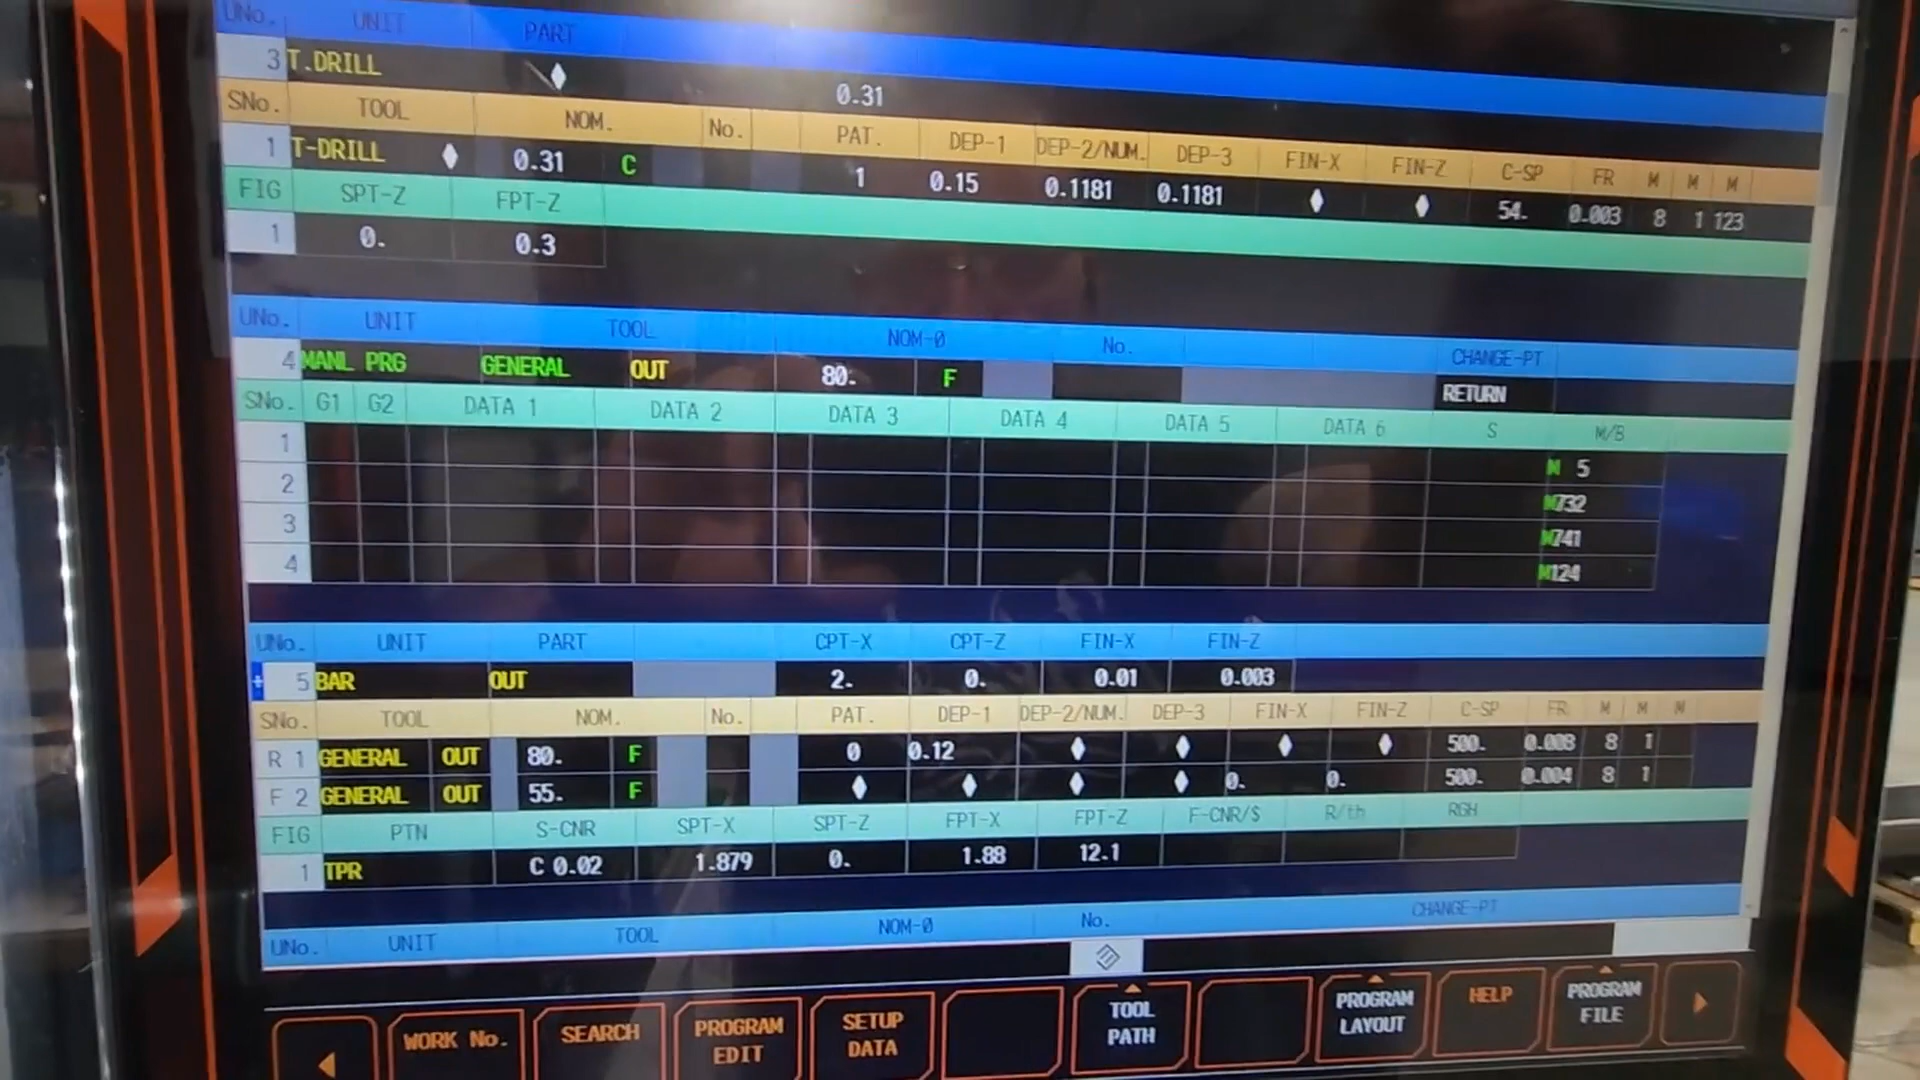 UNo. UNIT PART
3 T.DRILL ♦ 0.31
SNo. TOOL NOM. No. PAT. DEP-1 DEP-2/NUM. DEP-3 FIN-X FIN-Z C-SP FR M M M
1 T-DRILL ♦ 0.31 C 1 0.15 0.1181 0.1181 ♦ ♦ 54. 0.003 8 1 123
FIG SPT-Z FPT-Z
1 0. 0.3
UNo. UNIT TOOL NOM-Ø No. CHANGE-PT
4 MANL PRG GENERAL OUT 80. F RETURN
SNo. G1 G2 DATA 1 DATA 2 DATA 3 DATA 4 DATA 5 DATA 6 S M/B
1 M 5
2 M732
3 M741
4 M124
UNo. UNIT PART CPT-X CPT-Z FIN-X FIN-Z
+ 5 BAR OUT 2. 0. 0.01 0.003
SNo. TOOL NOM. No. PAT. DEP-1 DEP-2/NUM. DEP-3 FIN-X FIN-Z C-SP FR M M M
R 1 GENERAL OUT 80. F 0 0.12 ♦ ♦ ♦ ♦ 500. 0.008 8 1
F 2 GENERAL OUT 55. F ♦ ♦ ♦ ♦ 0. 0. 500. 0.004 8 1
FIG PTN S-CNR SPT-X SPT-Z FPT-X FPT-Z F-CNR/$ R/th RGH
1 TPR C 0.02 1.879 0. 1.88 12.1
UNo. UNIT TOOL NOM-Ø No. CHANGE-PT
WORK No.
SEARCH
PROGRAM
EDIT
SETUP
DATA
TOOL
PATH
PROGRAM
LAYOUT
HELP
PROGRAM
FILE